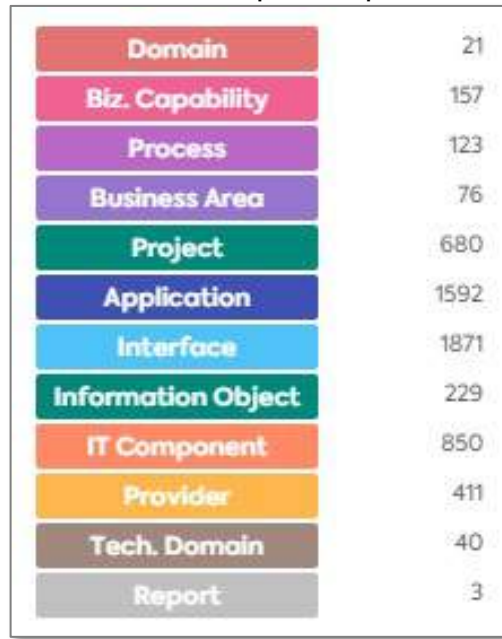 Domain 21
Biz. Capability 157
Process 123
Business Area 76
Project 680
Application 1592
Interface 1871
Information Object 229
IT Component 850
Provider 411
Tech. Domain 40
Report 3